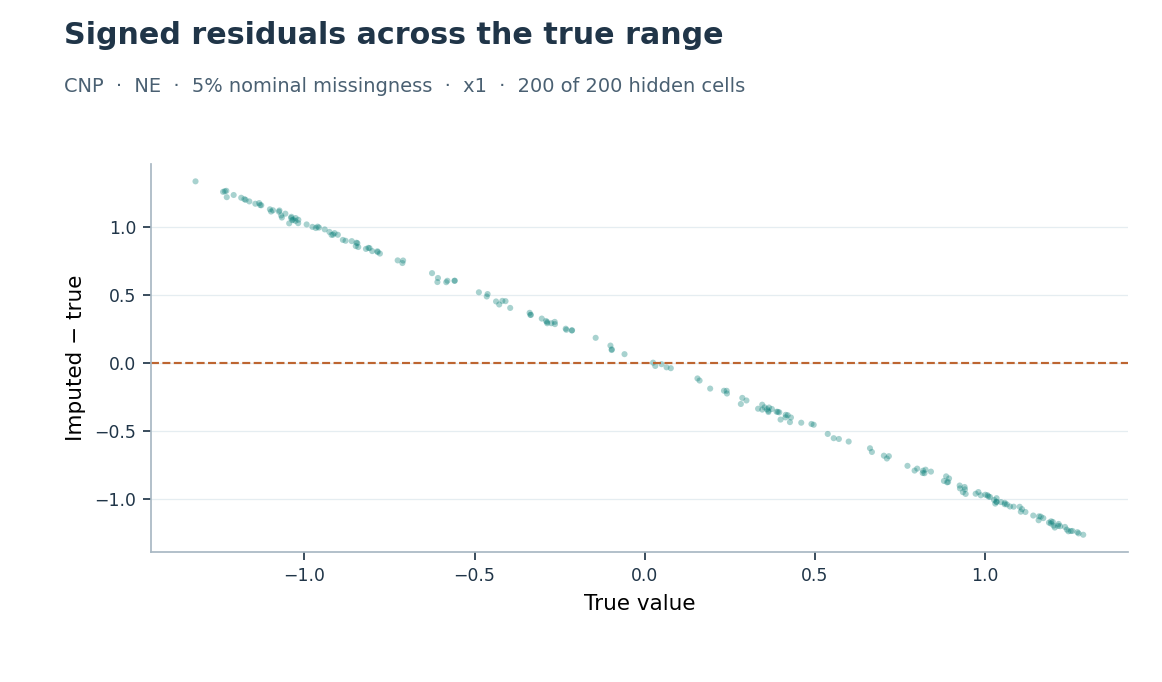 Signed residuals across the true range
CNP · NE · 5% nominal missingness · x1 · 200 of 200 hidden cells
Imputed − true
1.0
0.5
0.0
−0.5
−1.0
−1.0 −0.5 0.0 0.5 1.0
True value